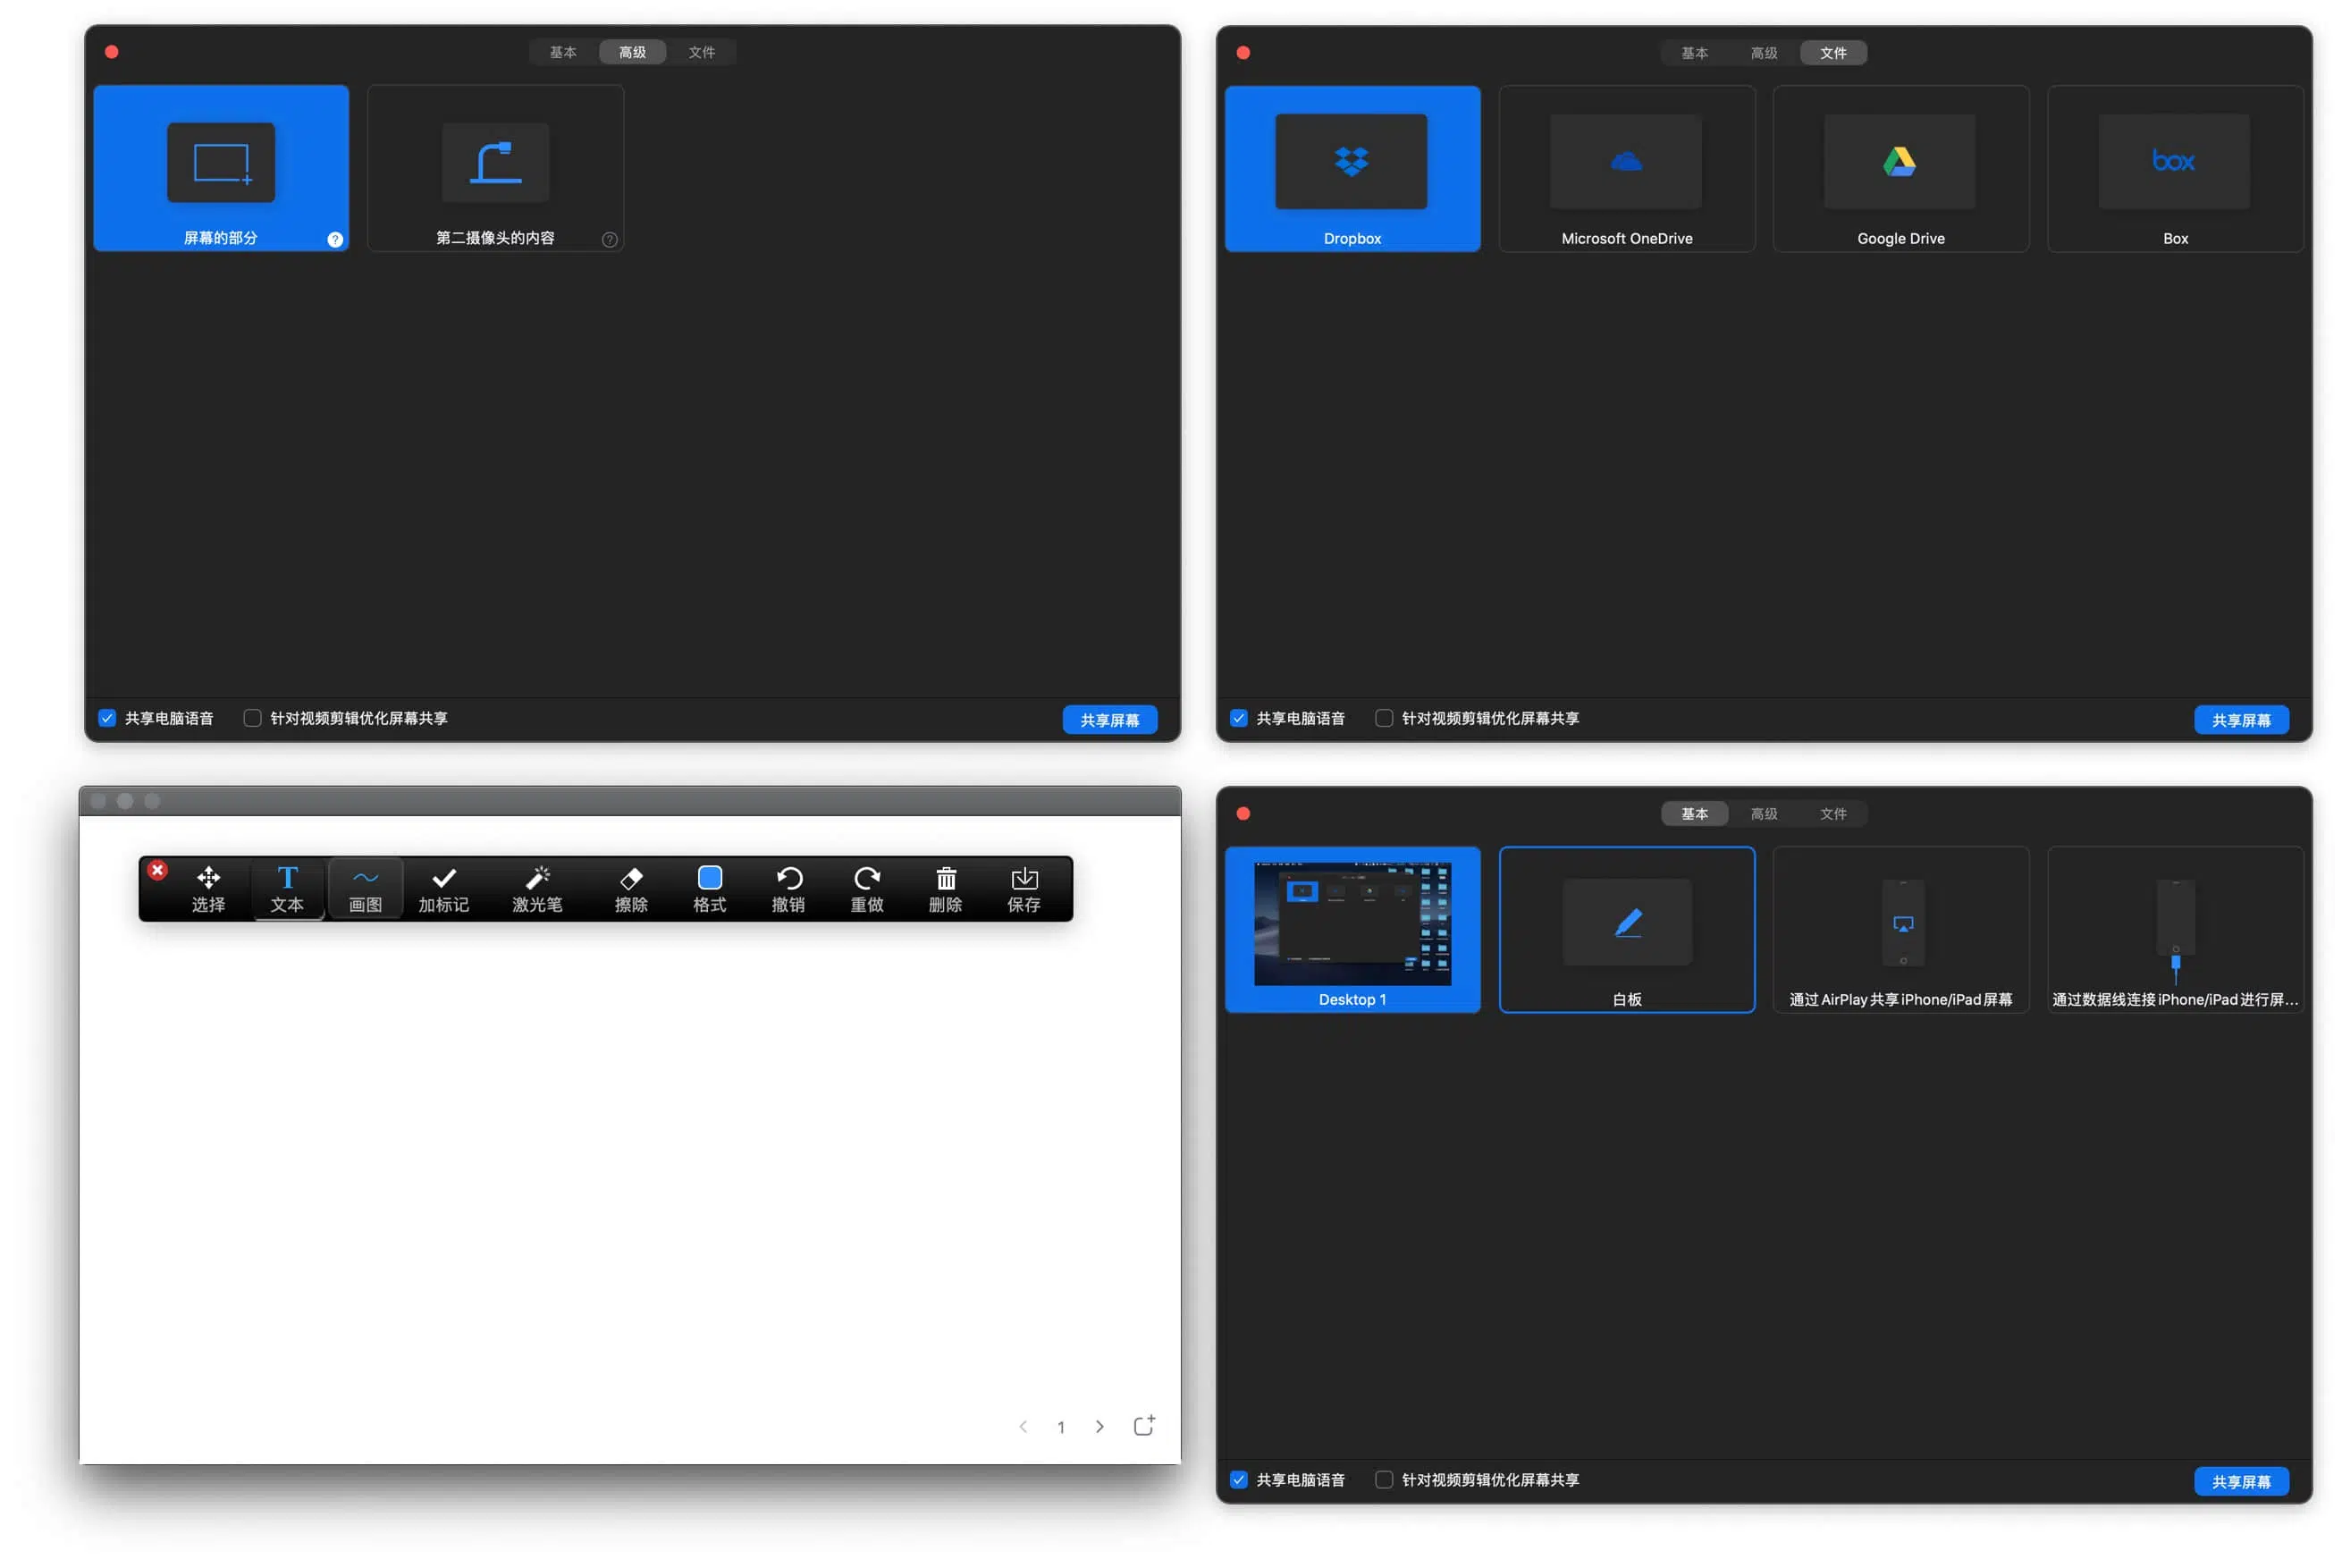 基本 高级 文件
屏幕的部分 ?
第二摄像头的内容 ?
共享电脑语音 针对视频剪辑优化屏幕共享 共享屏幕
基本 高级 文件
box
Dropbox Microsoft OneDrive Google Drive Box
共享电脑语音 针对视频剪辑优化屏幕共享 共享屏幕
T
选择 文本 画图 加标记 激光笔 擦除 格式 撤销 重做 删除 保存
1
基本 高级 文件
Desktop 1 白板 通过 AirPlay 共享 iPhone/iPad 屏幕 通过数据线连接 iPhone/iPad 进行屏...
共享电脑语音 针对视频剪辑优化屏幕共享 共享屏幕